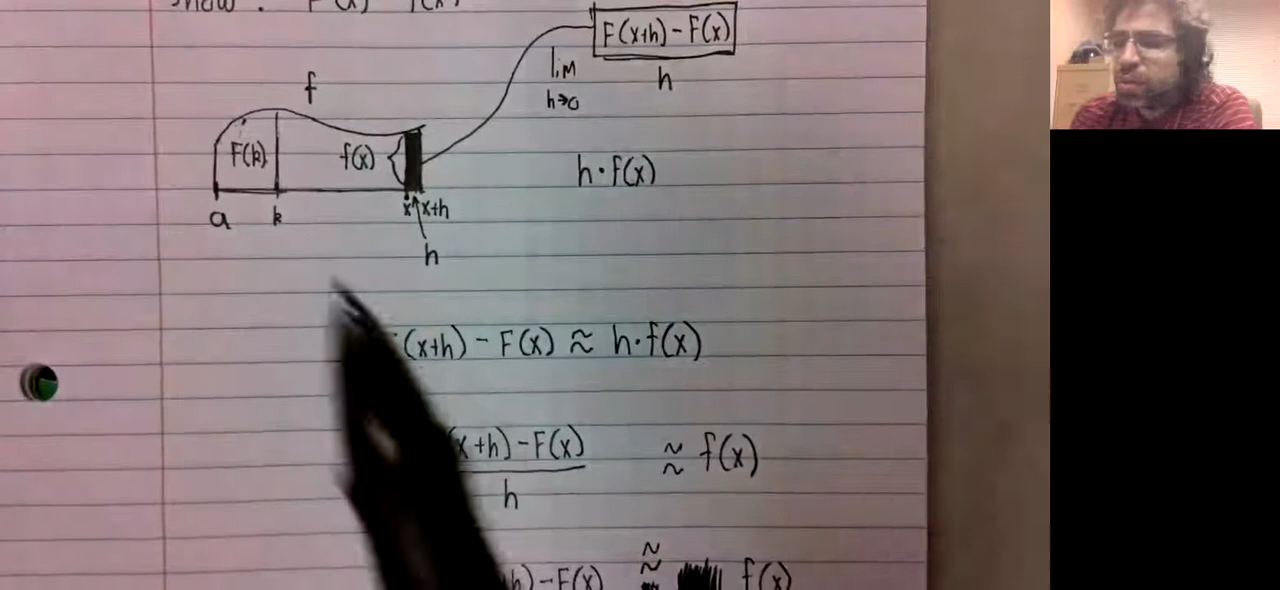 F(x+h) - F(x)
h
lim
h→0
f
F(k)
f(x)
h·f(x)
a
k
x
x+h
h
(x+h) - F(x) ≈ h·f(x)
(x+h) - F(x)
h
≈ f(x)
h) - F(x) ≈ f(x)